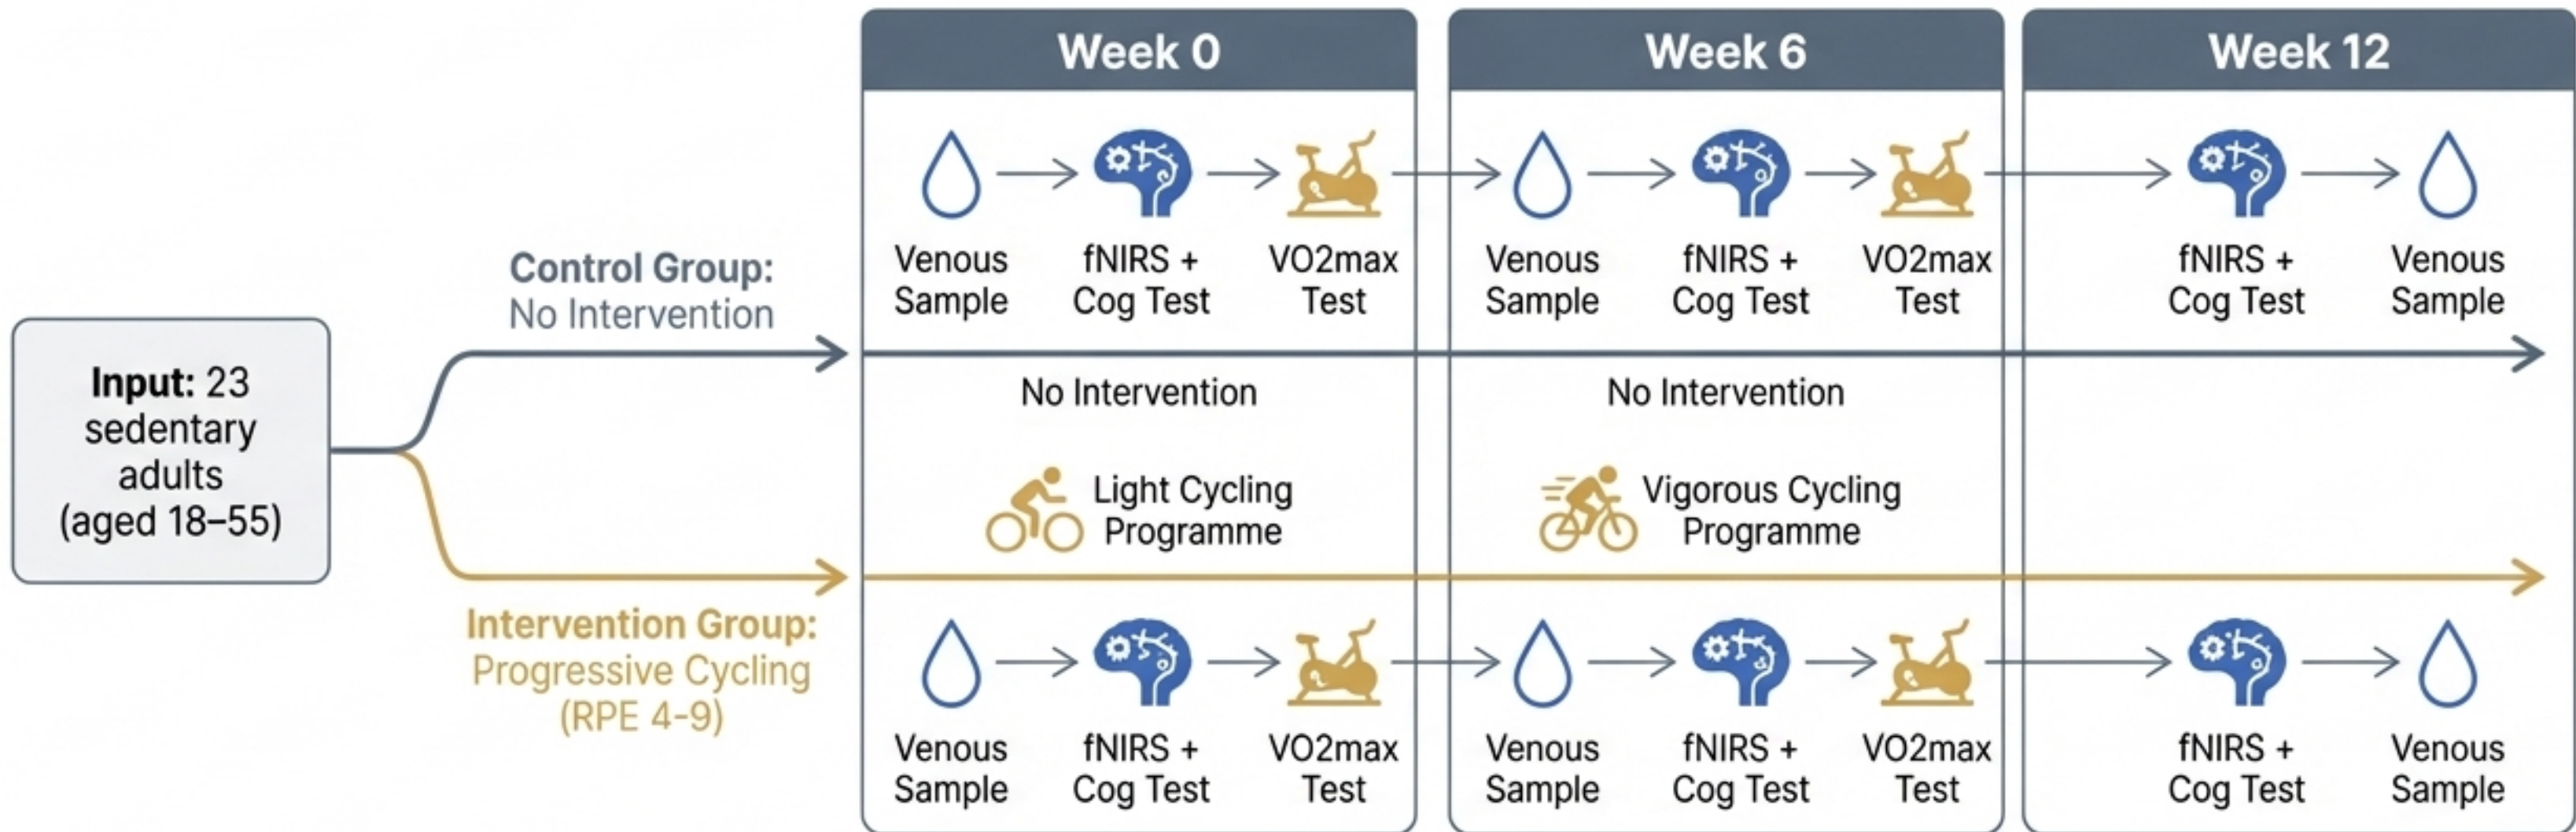 Week 0
Week 6
Week 12
Venous
Sample
fNIRS +
Cog Test
VO2max
Test
Venous
Sample
fNIRS +
Cog Test
VO2max
Test
fNIRS +
Cog Test
Venous
Sample
Control Group:
No Intervention
Input: 23
sedentary
adults
(aged 18–55)
No Intervention
No Intervention
Light Cycling
Programme
Vigorous Cycling
Programme
Intervention Group:
Progressive Cycling
(RPE 4-9)
Venous
Sample
fNIRS +
Cog Test
VO2max
Test
Venous
Sample
fNIRS +
Cog Test
VO2max
Test
fNIRS +
Cog Test
Venous
Sample